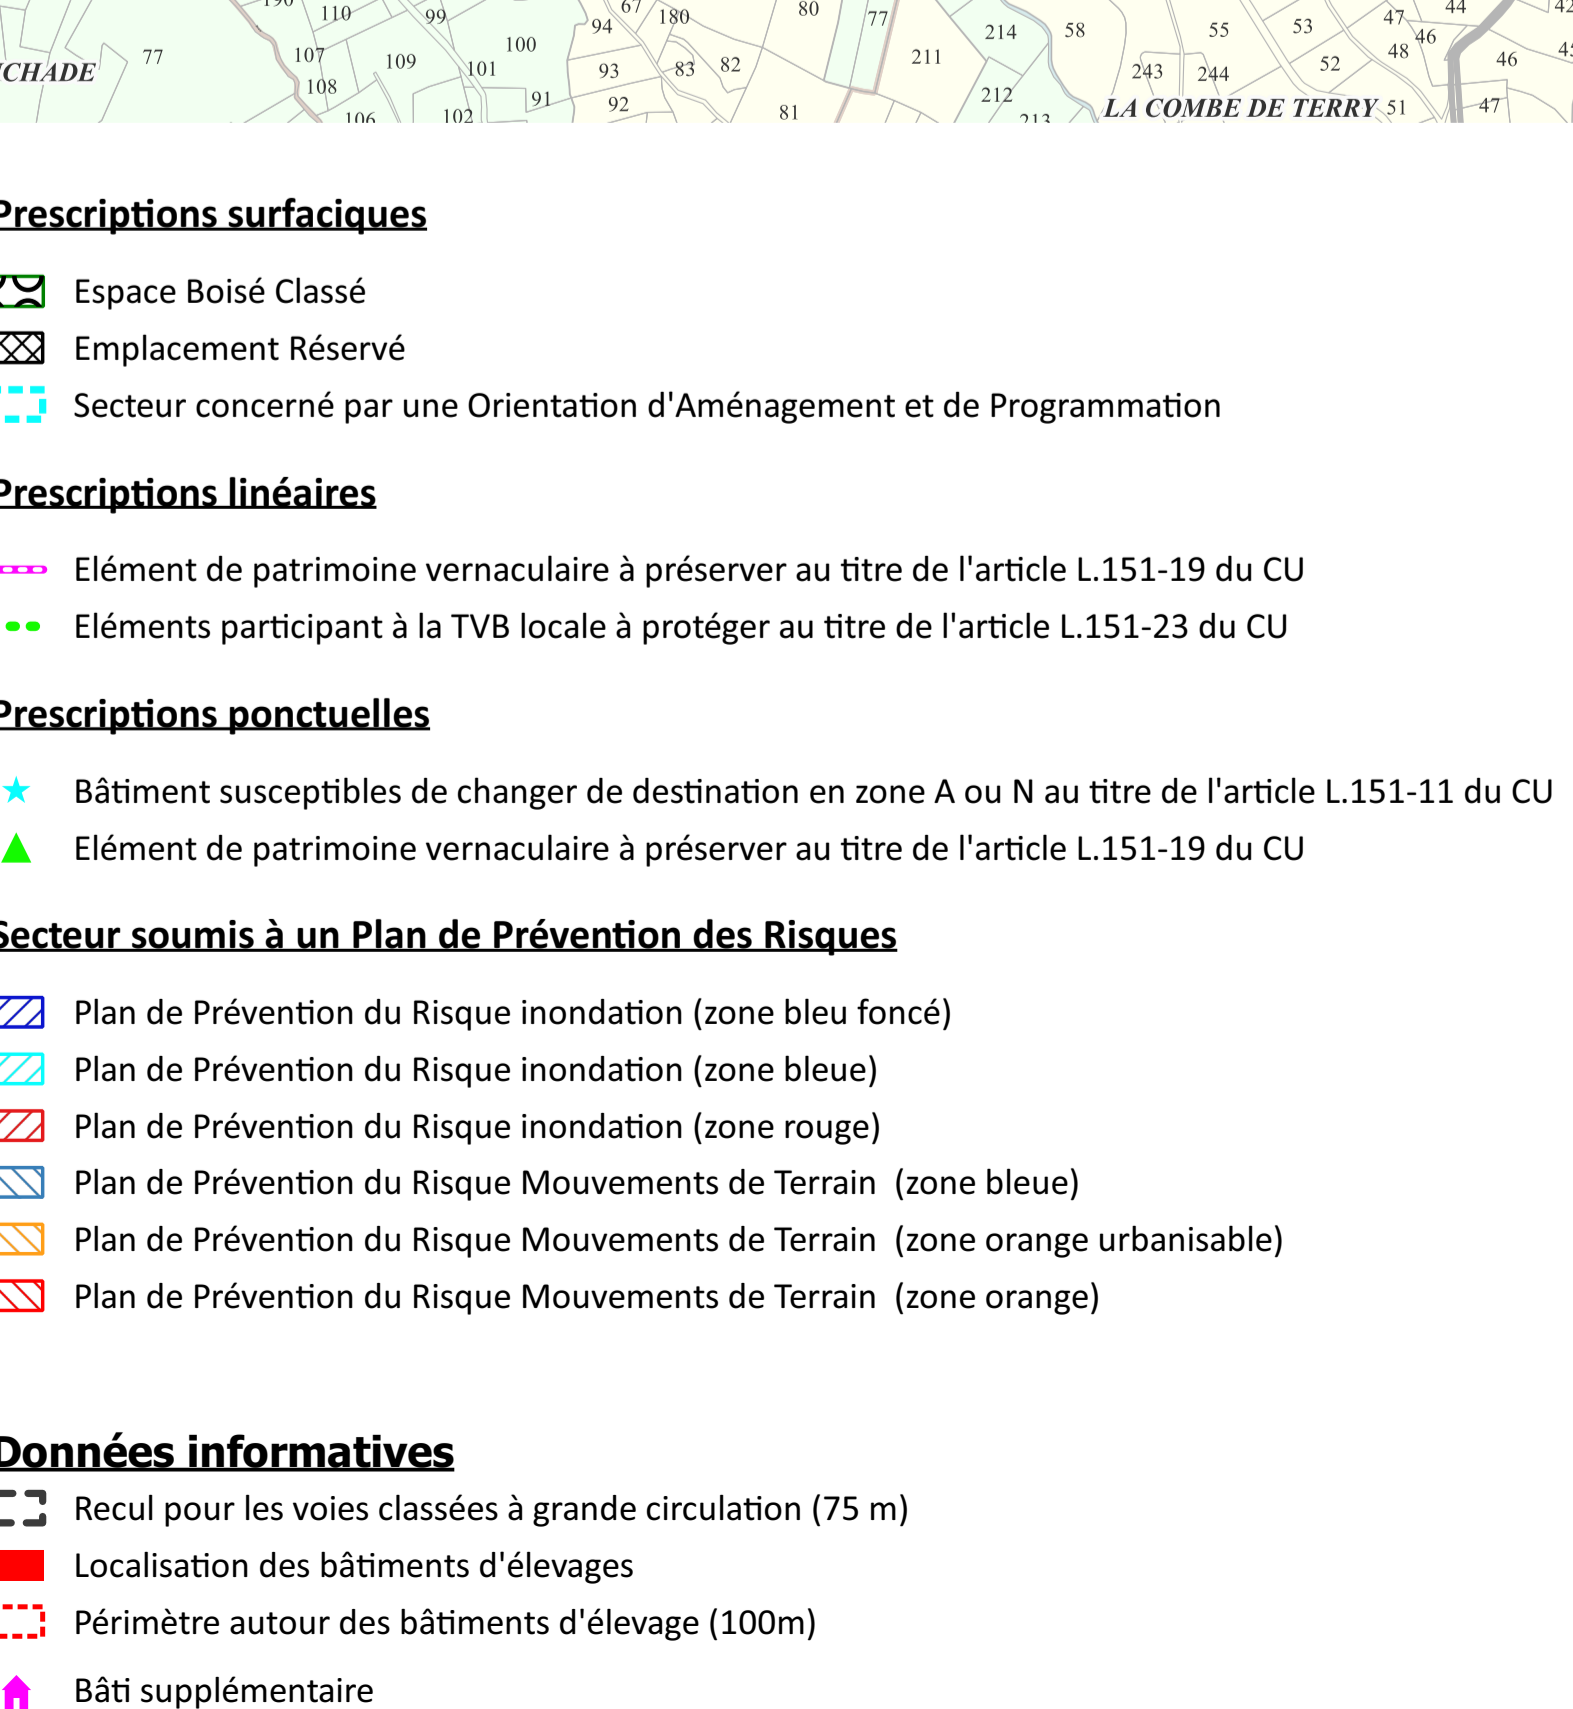 190 110 99 67 180 80 77 214 58 55 53 47 44 42
94 46
77 107 109 100 101 93 83 82 211 243 244 52 48 46
CHADE 108 91 92 81 212 LA COMBE DE TERRY 51 47
106 102 213
Prescriptions surfaciques
Espace Boisé Classé
Emplacement Réservé
Secteur concerné par une Orientation d'Aménagement et de Programmation
Prescriptions linéaires
Elément de patrimoine vernaculaire à préserver au titre de l'article L.151-19 du CU
Eléments participant à la TVB locale à protéger au titre de l'article L.151-23 du CU
Prescriptions ponctuelles
Bâtiment susceptibles de changer de destination en zone A ou N au titre de l'article L.151-11 du CU
Elément de patrimoine vernaculaire à préserver au titre de l'article L.151-19 du CU
Secteur soumis à un Plan de Prévention des Risques
Plan de Prévention du Risque inondation (zone bleu foncé)
Plan de Prévention du Risque inondation (zone bleue)
Plan de Prévention du Risque inondation (zone rouge)
Plan de Prévention du Risque Mouvements de Terrain (zone bleue)
Plan de Prévention du Risque Mouvements de Terrain (zone orange urbanisable)
Plan de Prévention du Risque Mouvements de Terrain (zone orange)
Données informatives
Recul pour les voies classées à grande circulation (75 m)
Localisation des bâtiments d'élevages
Périmètre autour des bâtiments d'élevage (100m)
Bâti supplémentaire